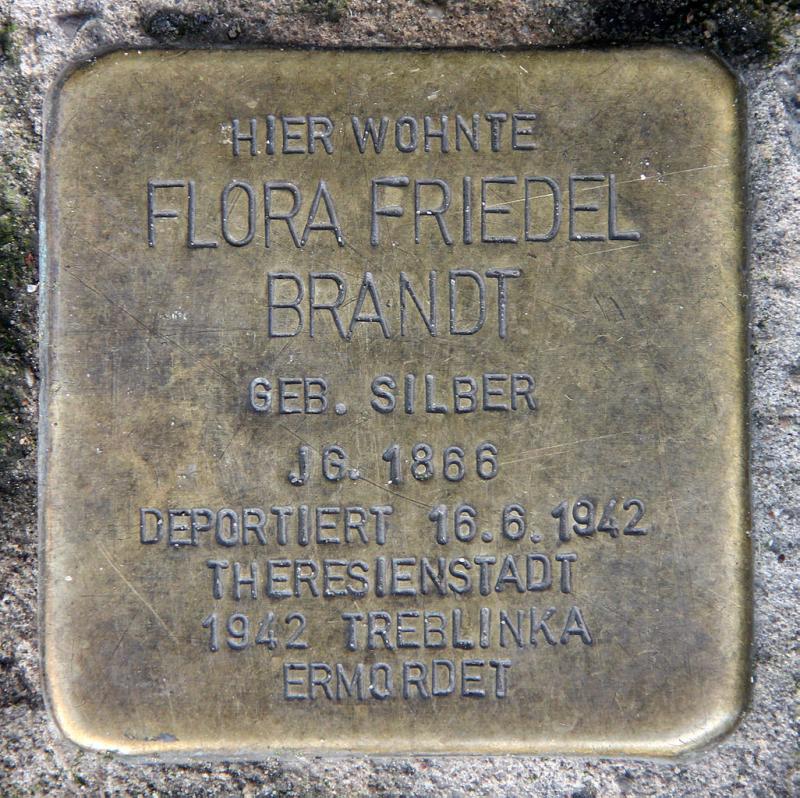 HIER WOHNTE
FLORA FRIEDEL
BRANDT
GEB. SILBER
JG. 1866
DEPORTIERT 16.6.1942
THERESIENSTADT
1942 TREBLINKA
ERMORDET